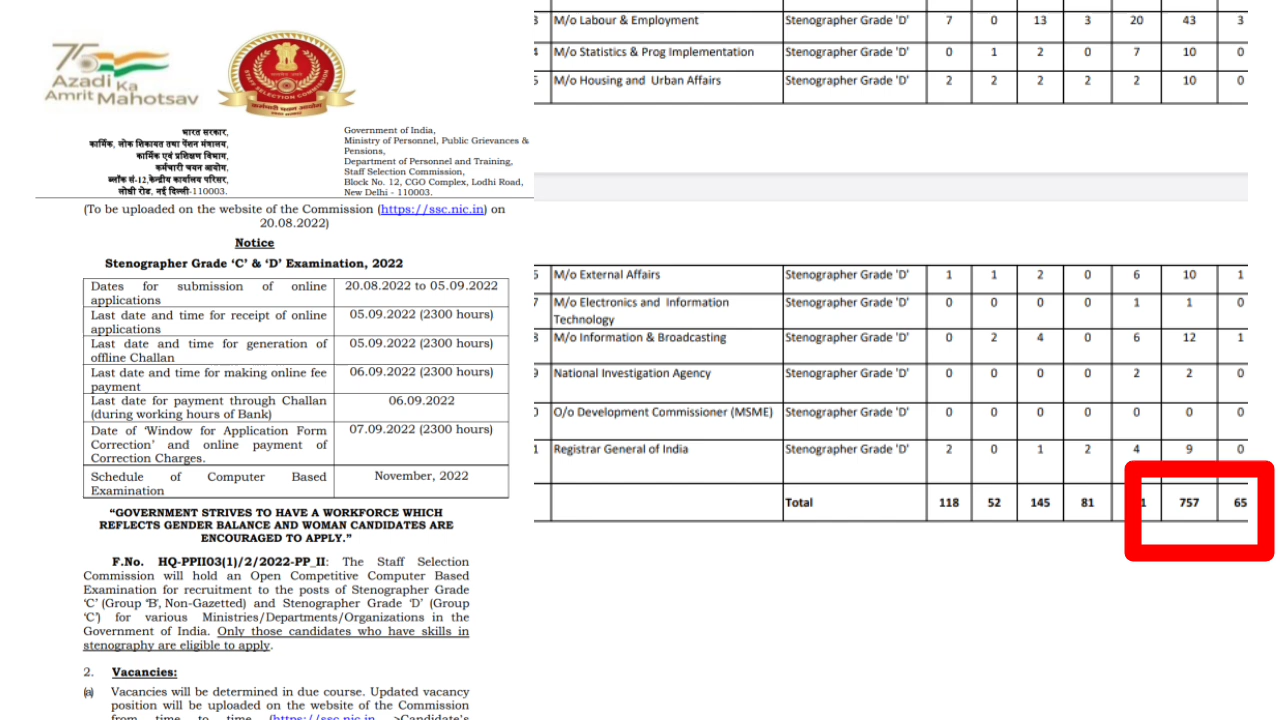 75
Azadi Ka
Amrit Mahotsav
STAFF SELECTION COMMISSION
भारत सरकार,
कार्मिक, लोक शिकायत तथा पेंशन मंत्रालय,
कार्मिक एवं प्रशिक्षण विभाग,
कर्मचारी चयन आयोग,
ब्लॉक सं-12,केन्द्रीय कार्यालय परिसर,
लोधी रोड, नई दिल्ली-110003.
Government of India,
Ministry of Personnel, Public Grievances &
Pensions,
Department of Personnel and Training,
Staff Selection Commission,
Block No. 12, CGO Complex, Lodhi Road,
New Delhi - 110003.
(To be uploaded on the website of the Commission (https://ssc.nic.in) on
20.08.2022)
Notice
Stenographer Grade ‘C’ & ‘D’ Examination, 2022
Dates for submission of online 20.08.2022 to 05.09.2022
applications
Last date and time for receipt of online 05.09.2022 (2300 hours)
applications
Last date and time for generation of 05.09.2022 (2300 hours)
offline Challan
Last date and time for making online fee 06.09.2022 (2300 hours)
payment
Last date for payment through Challan 06.09.2022
(during working hours of Bank)
Date of ‘Window for Application Form 07.09.2022 (2300 hours)
Correction’ and online payment of
Correction Charges.
Schedule of Computer Based November, 2022
Examination
“GOVERNMENT STRIVES TO HAVE A WORKFORCE WHICH
REFLECTS GENDER BALANCE AND WOMAN CANDIDATES ARE
ENCOURAGED TO APPLY.”
F.No. HQ-PPII03(1)/2/2022-PP_II: The Staff Selection
Commission will hold an Open Competitive Computer Based
Examination for recruitment to the posts of Stenographer Grade
‘C’ (Group ‘B’, Non-Gazetted) and Stenographer Grade ‘D’ (Group
‘C’) for various Ministries/Departments/Organizations in the
Government of India. Only those candidates who have skills in
stenography are eligible to apply.
2. Vacancies:
(a) Vacancies will be determined in due course. Updated vacancy
position will be uploaded on the website of the Commission
from time to time (https://ssc.nic.in >Candidate’s
3 M/o Labour & Employment Stenographer Grade 'D' 7 0 13 3 20 43 3
4 M/o Statistics & Prog Implementation Stenographer Grade 'D' 0 1 2 0 7 10 0
5 M/o Housing and Urban Affairs Stenographer Grade 'D' 2 2 2 2 2 10 0
6 M/o External Affairs Stenographer Grade 'D' 1 1 2 0 6 10 1
7 M/o Electronics and Information Stenographer Grade 'D' 0 0 0 0 1 1 0
Technology
8 M/o Information & Broadcasting Stenographer Grade 'D' 0 2 4 0 6 12 1
9 National Investigation Agency Stenographer Grade 'D' 0 0 0 0 2 2 0
0 O/o Development Commissioner (MSME) Stenographer Grade 'D' 0 0 0 0 0 0 0
1 Registrar General of India Stenographer Grade 'D' 2 0 1 2 4 9 0
Total 118 52 145 81 1 757 65